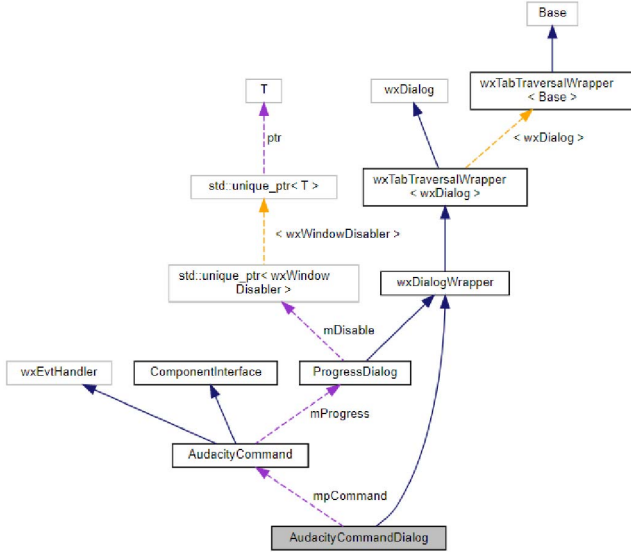 Base
wxDialog
wxTabTraversalWrapper
< Base >
T
< wxDialog >
ptr
std::unique_ptr< T >
wxTabTraversalWrapper
< wxDialog >
< wxWindowDisabler >
std::unique_ptr< wxWindow
Disabler >
wxDialogWrapper
mDisable
wxEvtHandler
ComponentInterface
ProgressDialog
mProgress
AudacityCommand
mpCommand
AudacityCommandDialog